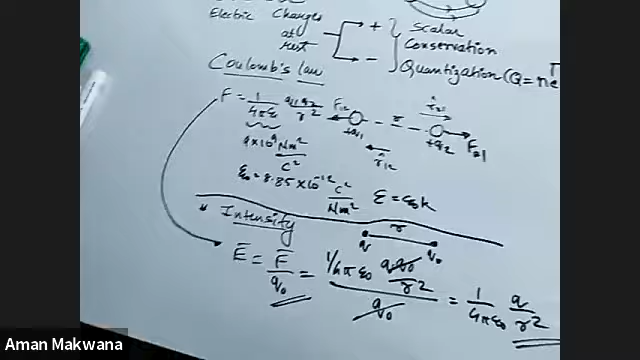 Electric Charges at rest + -
Scalar
Conservation
Quantization (Q = ne
Coulomb's law
F = 1/4πε q1q2/r² F12 +q1 r +q2 F21
r̂21
r̂12
9×10⁹ Nm²/C²
ε0 = 8.85×10⁻¹² C²/Nm² ε = ε0k
* Intensity
q r q0
E = F/q0 = 1/4πε0 qq0/r² / q0 = 1/4πε0 q/r²
Aman Makwana